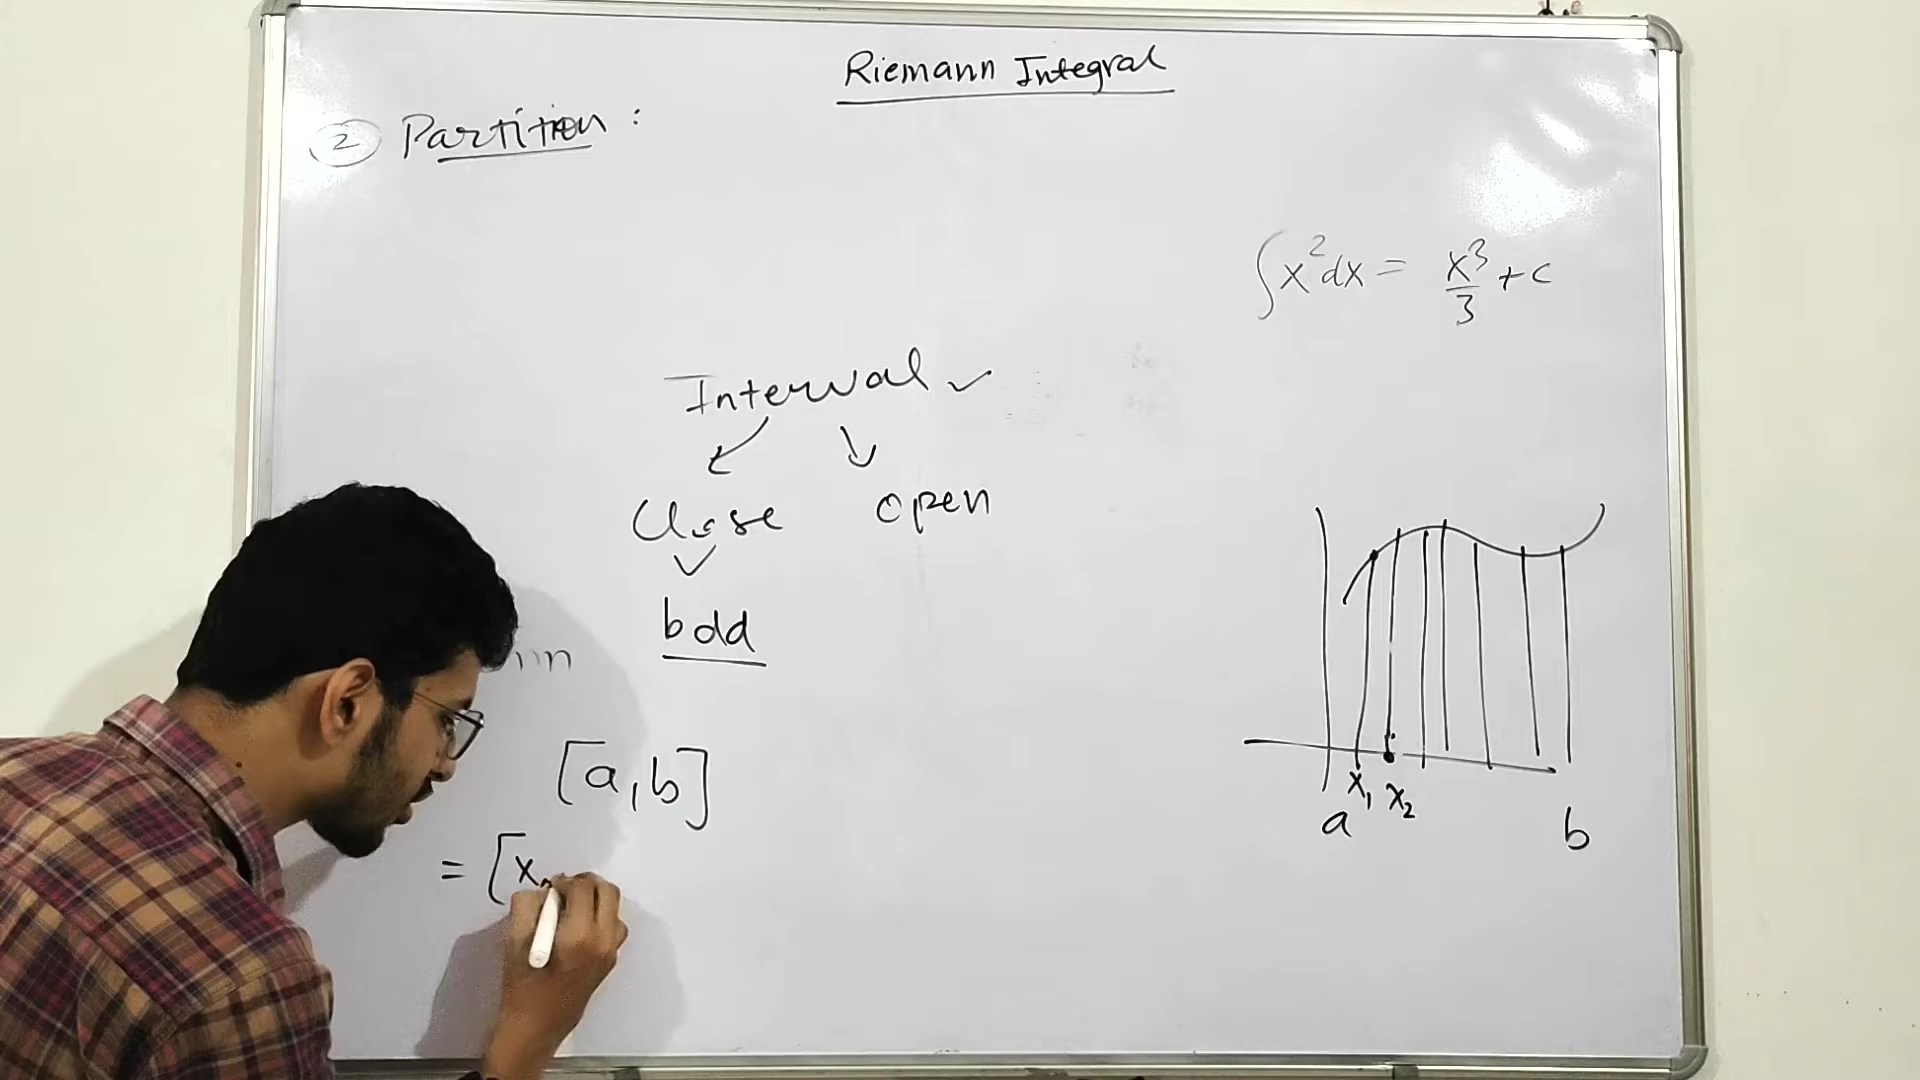 Riemann Integral
2 Partition :
∫x²dx = x³/3 + c
Interval ✓
Close open
bdd
[a,b]
= [x
x₁ x₂
a b